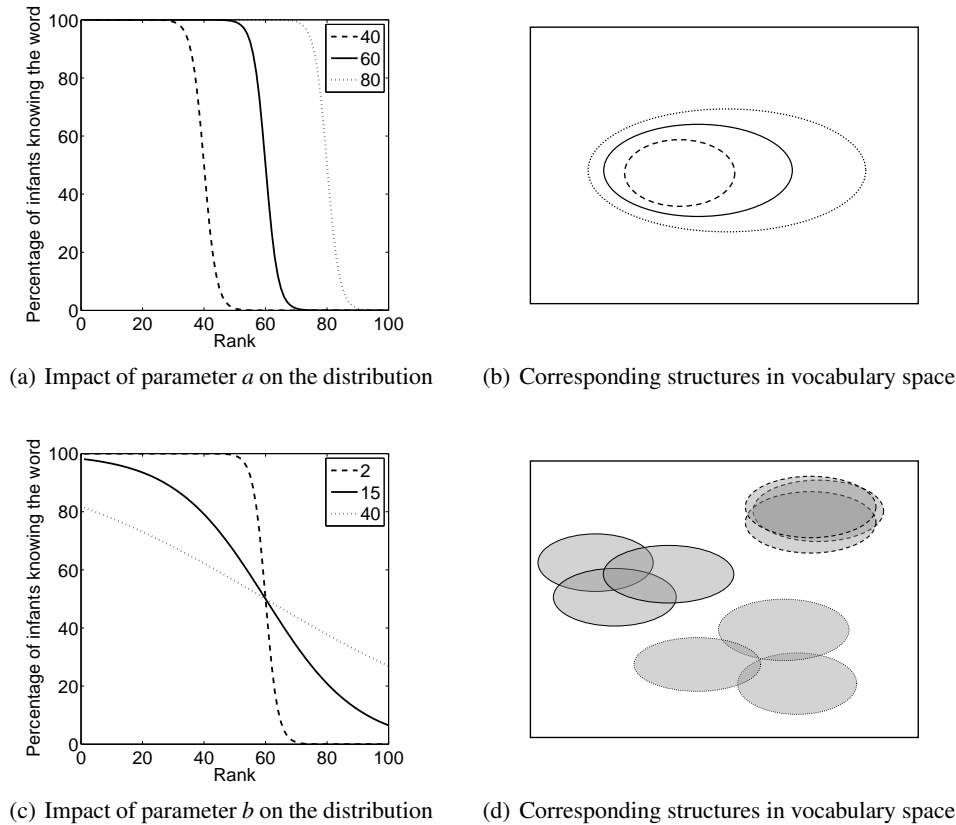 100
80
60
40
20
0
Percentage of infants knowing the word
0 20 40 60 80 100
Rank
40
60
80
(a) Impact of parameter a on the distribution
(b) Corresponding structures in vocabulary space
100
80
60
40
20
0
Percentage of infants knowing the word
0 20 40 60 80 100
Rank
2
15
40
(c) Impact of parameter b on the distribution
(d) Corresponding structures in vocabulary space